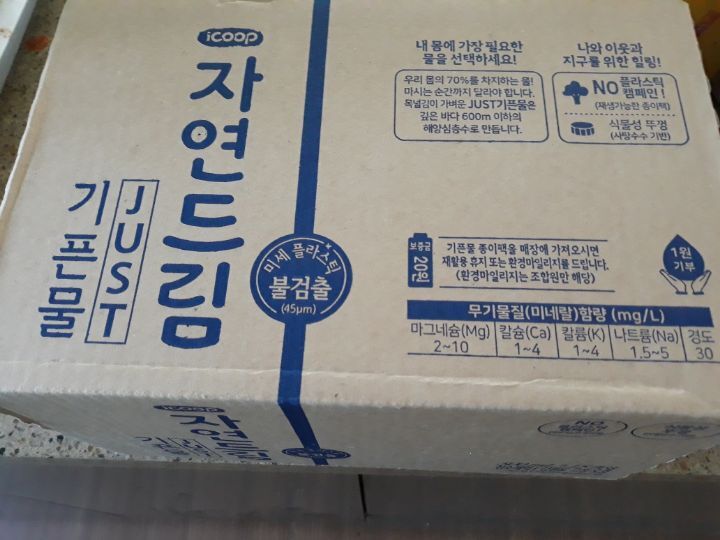 icoop
자연드림
JUST
기픈물
미세 플라스틱
불검출
(45μm)
내 몸에 가장 필요한
물을 선택하세요!
우리 몸의 70%를 차지하는 물!
마시는 순간까지 달라야 합니다.
목넘김이 가벼운 JUST기픈물은
깊은 바다 600m 이하의
해양심층수로 만듭니다.
나와 이웃과
지구를 위한 힐링!
NO 플라스틱
캠페인!
(재생가능한 종이팩)
식물성 뚜껑
(사탕수수 기반)
보증금
20원
기픈물 종이팩을 매장에 가져오시면
재활용 휴지 또는 환경마일리지를 드립니다.
(환경마일리지는 조합원만 해당)
1원
기부
무기물질(미네랄)함량 (mg/L)
마그네슘(Mg) 칼슘(Ca) 칼륨(K) 나트륨(Na) 경도
2~10 1~4 1~4 1.5~5 30
icoop
자연드림
JUST
기픈물
NO